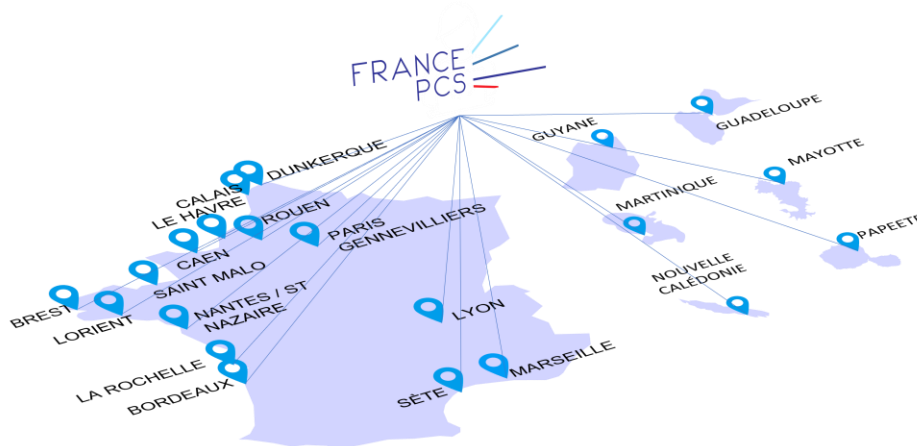 FRANCE
PCS
GUADELOUPE
GUYANE
MAYOTTE
DUNKERQUE
CALAIS
LE HAVRE
MARTINIQUE
ROUEN
PARIS
GENNEVILLIERS
PAPEETE
CAEN
SAINT MALO
NOUVELLE
CALÉDONIE
BREST
LORIENT
NANTES / ST
NAZAIRE
LYON
LA ROCHELLE
BORDEAUX
MARSEILLE
SÈTE